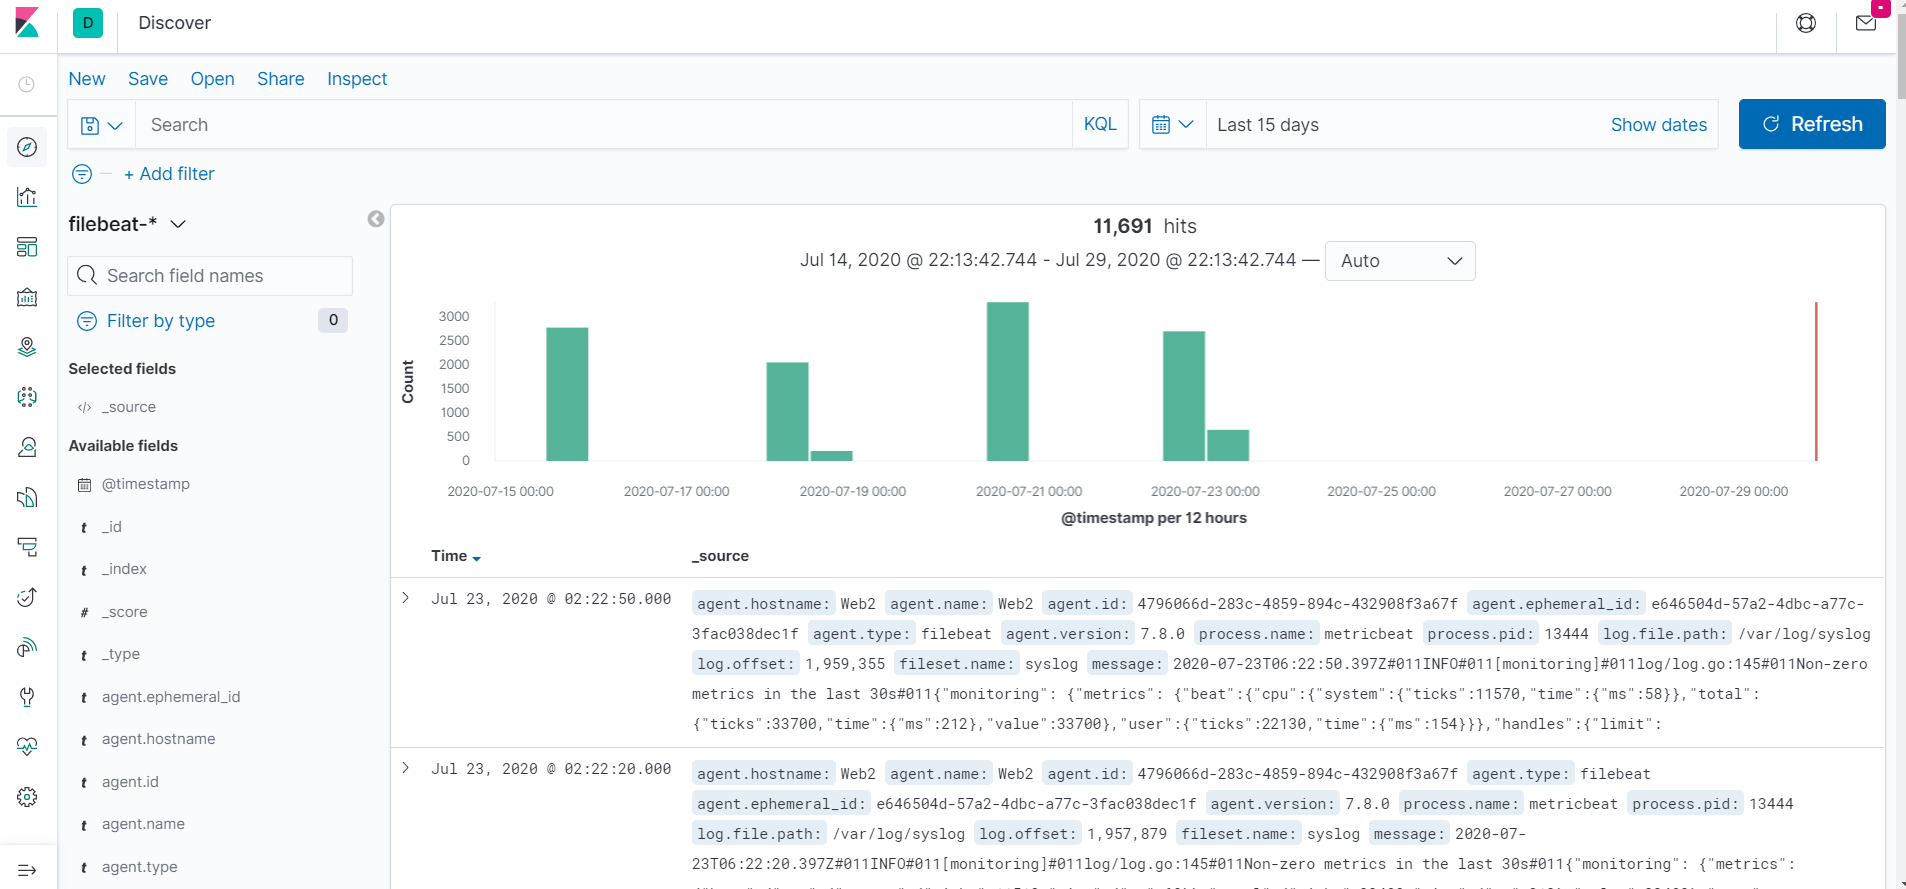 D Discover
New Save Open Share Inspect
Search KQL Last 15 days Show dates Refresh
+ Add filter
filebeat-*
Search field names
Filter by type 0
Selected fields
_source
Available fields
@timestamp
t _id
t _index
# _score
t _type
t agent.ephemeral_id
t agent.hostname
t agent.id
t agent.name
t agent.type
11,691 hits
Jul 14, 2020 @ 22:13:42.744 - Jul 29, 2020 @ 22:13:42.744 — Auto
Count
3000
2500
2000
1500
1000
500
0
2020-07-15 00:00 2020-07-17 00:00 2020-07-19 00:00 2020-07-21 00:00 2020-07-23 00:00 2020-07-25 00:00 2020-07-27 00:00 2020-07-29 00:00
@timestamp per 12 hours
Time _source
Jul 23, 2020 @ 02:22:50.000 agent.hostname: Web2 agent.name: Web2 agent.id: 4796066d-283c-4859-894c-432908f3a67f agent.ephemeral_id: e646504d-57a2-4dbc-a77c-
3fac038dec1f agent.type: filebeat agent.version: 7.8.0 process.name: metricbeat process.pid: 13444 log.file.path: /var/log/syslog
log.offset: 1,959,355 fileset.name: syslog message: 2020-07-23T06:22:50.397Z#011INFO#011[monitoring]#011log/log.go:145#011Non-zero
metrics in the last 30s#011{"monitoring": {"metrics": {"beat":{"cpu":{"system":{"ticks":11570,"time":{"ms":58}},"total":
{"ticks":33700,"time":{"ms":212},"value":33700},"user":{"ticks":22130,"time":{"ms":154}}},"handles":{"limit":
Jul 23, 2020 @ 02:22:20.000 agent.hostname: Web2 agent.name: Web2 agent.id: 4796066d-283c-4859-894c-432908f3a67f agent.type: filebeat
agent.ephemeral_id: e646504d-57a2-4dbc-a77c-3fac038dec1f agent.version: 7.8.0 process.name: metricbeat process.pid: 13444
log.file.path: /var/log/syslog log.offset: 1,957,879 fileset.name: syslog message: 2020-07-
23T06:22:20.397Z#011INFO#011[monitoring]#011log/log.go:145#011Non-zero metrics in the last 30s#011{"monitoring": {"metrics":